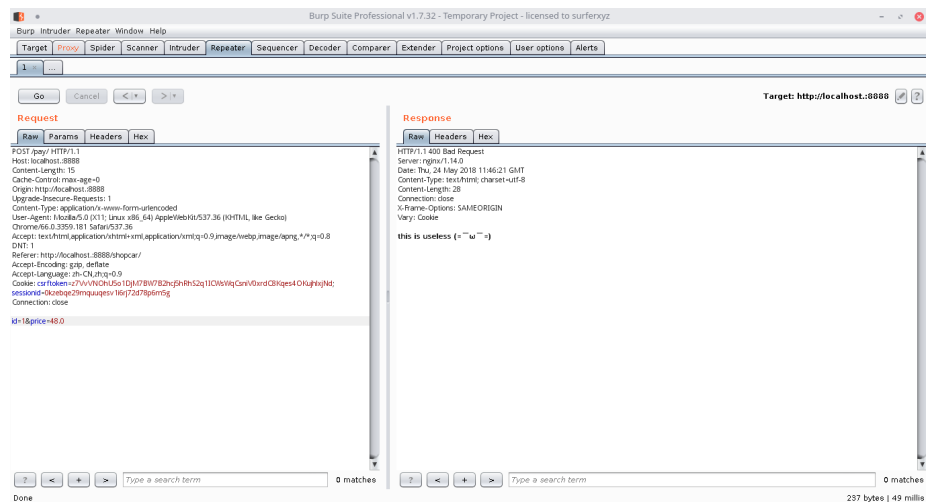 Burp Suite Professional v1.7.32 - Temporary Project - licensed to surferxyz
Burp Intruder Repeater Window Help
Target Proxy Spider Scanner Intruder Repeater Sequencer Decoder Comparer Extender Project options User options Alerts
1 × ...
Go Cancel < > Target: http://localhost.:8888 ?
Request
Raw Params Headers Hex
POST /pay/ HTTP/1.1
Host: localhost.:8888
Content-Length: 15
Cache-Control: max-age=0
Origin: http://localhost.:8888
Upgrade-Insecure-Requests: 1
Content-Type: application/x-www-form-urlencoded
User-Agent: Mozilla/5.0 (X11; Linux x86_64) AppleWebKit/537.36 (KHTML, like Gecko)
Chrome/66.0.3359.181 Safari/537.36
Accept: text/html,application/xhtml+xml,application/xml;q=0.9,image/webp,image/apng,*/*;q=0.8
DNT: 1
Referer: http://localhost.:8888/shopcar/
Accept-Encoding: gzip, deflate
Accept-Language: zh-CN,zh;q=0.9
Cookie: csrftoken=
sessionid=0kzebqe29mquuqesv1i6rj72d78p6m5g
Connection: close
id=1&price=48.0
Response
Raw Headers Hex
HTTP/1.1 400 Bad Request
Server: nginx/1.14.0
Date: Thu, 24 May 2018 11:46:21 GMT
Content-Type: text/html; charset=utf-8
Content-Length: 28
Connection: close
X-Frame-Options: SAMEORIGIN
Vary: Cookie
this is useless (=￣ω￣=)
? < + > Type a search term 0 matches
? < + > Type a search term 0 matches
Done 237 bytes | 49 millis